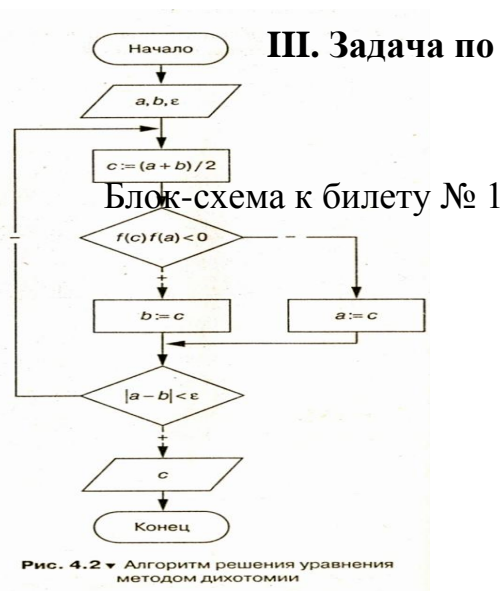 Начало
III. Задача по
a, b, ε
c := (a + b) / 2
Блок-схема к билету № 1
f(c) f(a) < 0
–
–
+
b := c
a := c
|a – b| < ε
+
c
Конец
Рис. 4.2 ▾ Алгоритм решения уравнения
методом дихотомии